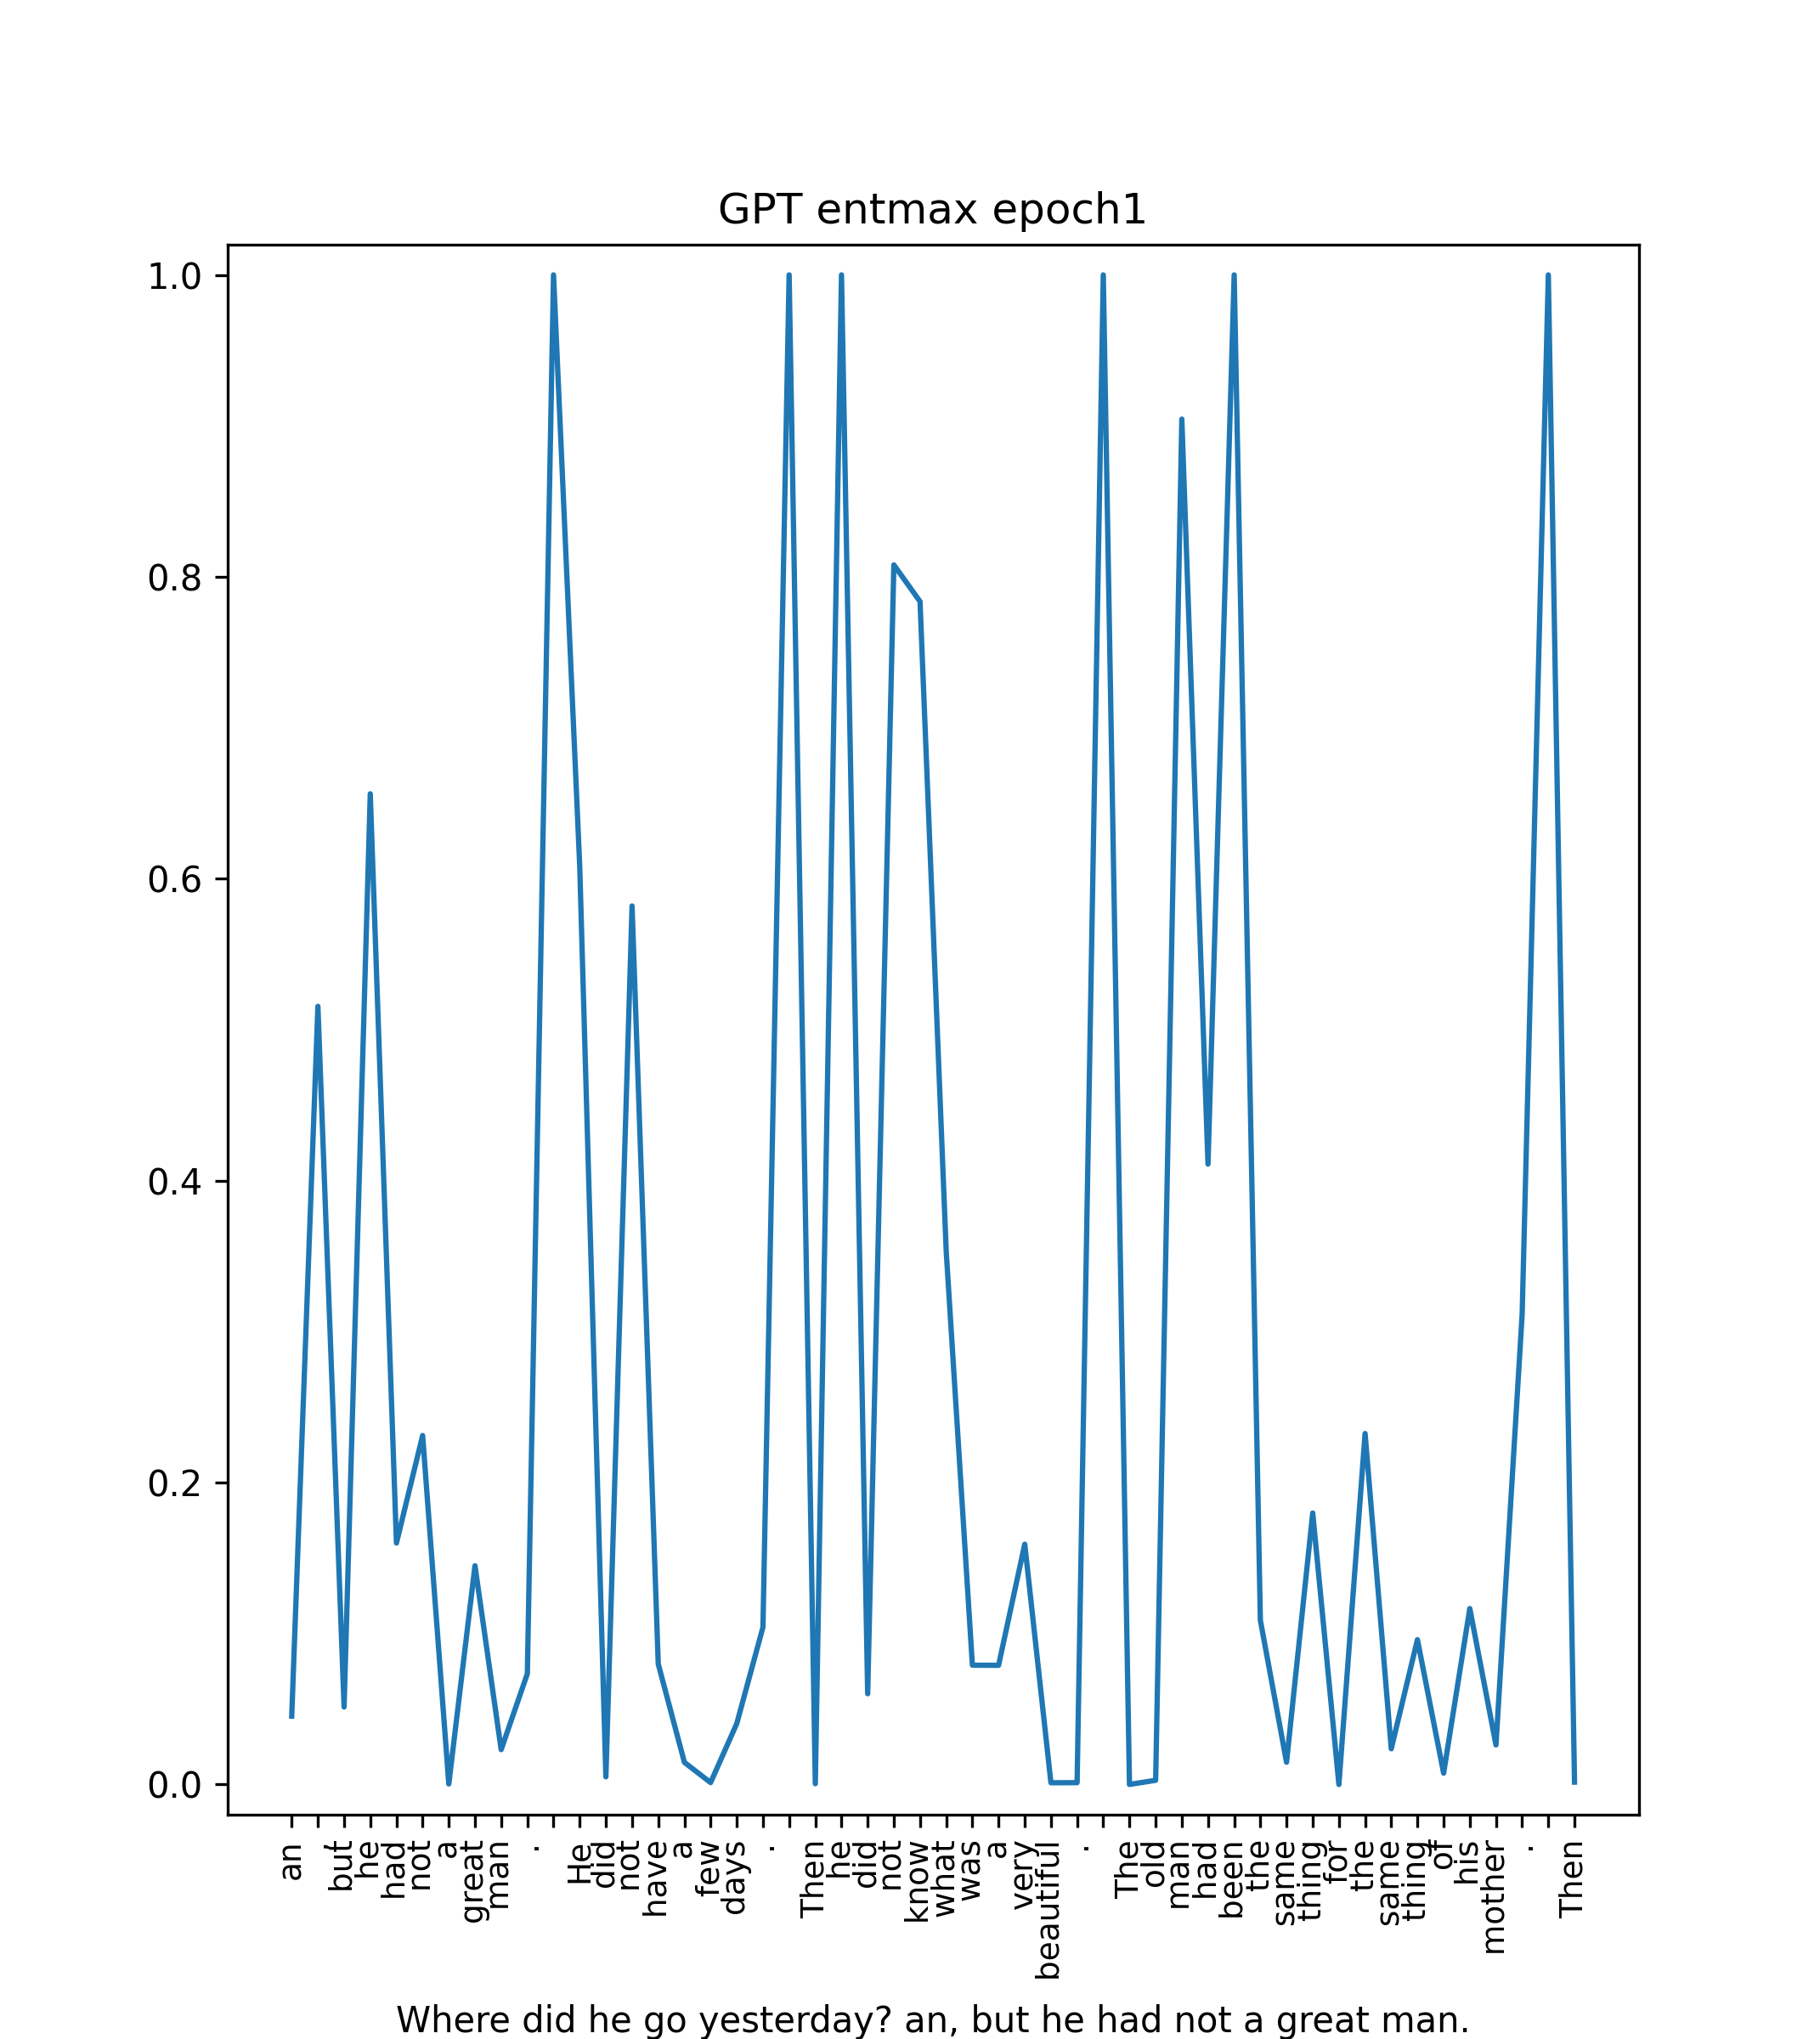 GPT entmax epoch1
1.0
0.8
0.6
0.4
0.2
0.0
an , but he had not a great man . He did not have a few days . Then he did not know what was a very beautiful . The old man had been the same thing for the same thing of his mother . Then
Where did he go yesterday? an, but he had not a great man.